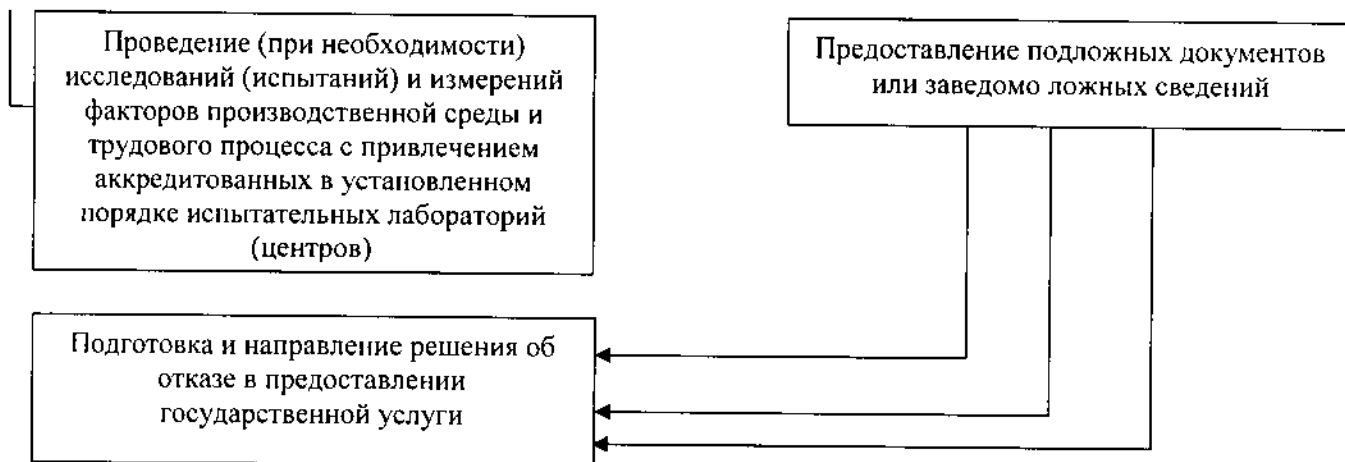 Проведение (при необходимости)
исследований (испытаний) и измерений
факторов производственной среды и
трудового процесса с привлечением
аккредитованных в установленном
порядке испытательных лабораторий
(центров)
Предоставление подложных документов
или заведомо ложных сведений
Подготовка и направление решения об
отказе в предоставлении
государственной услуги